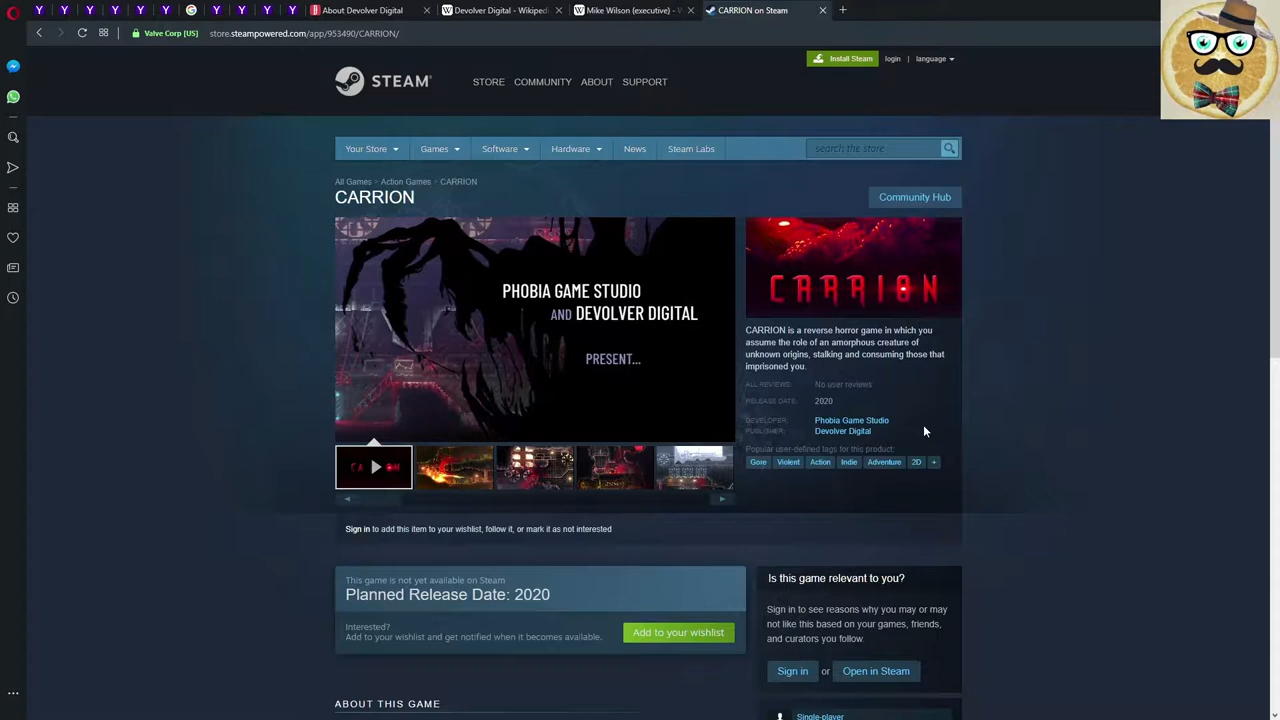 About Devolver Digital
Devolver Digital - Wikiped
Mike Wilson (executive) - W
CARRION on Steam
Valve Corp [US]
store.steampowered.com/app/953490/CARRION/
Install Steam
login | language
STEAM
STORE COMMUNITY ABOUT SUPPORT
Your Store Games Software Hardware News Steam Labs
search the store
All Games > Action Games > CARRION
CARRION
Community Hub
PHOBIA GAME STUDIO
AND DEVOLVER DIGITAL
PRESENT...
CARRION
CARRION is a reverse horror game in which you
assume the role of an amorphous creature of
unknown origins, stalking and consuming those that
imprisoned you.
ALL REVIEWS: No user reviews
RELEASE DATE: 2020
DEVELOPER: Phobia Game Studio
PUBLISHER: Devolver Digital
Popular user-defined tags for this product:
Gore Violent Action Indie Adventure 2D +
Sign in to add this item to your wishlist, follow it, or mark it as not interested
This game is not yet available on Steam
Planned Release Date: 2020
Interested?
Add to your wishlist and get notified when it becomes available.
Add to your wishlist
Is this game relevant to you?
Sign in to see reasons why you may or may
not like this based on your games, friends,
and curators you follow.
Sign in or Open in Steam
ABOUT THIS GAME
Single-player